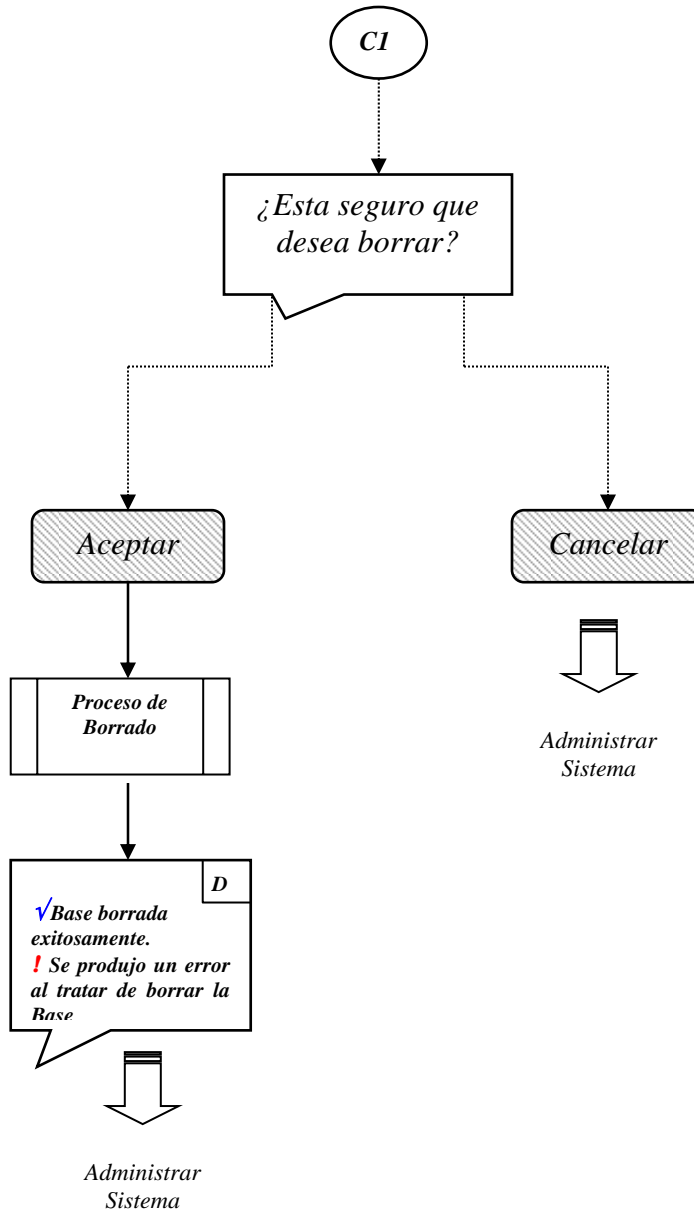 C1
¿Esta seguro que
desea borrar?
Aceptar
Cancelar
Proceso de
Borrado
Administrar
Sistema
D
√Base borrada
exitosamente.
! Se produjo un error
al tratar de borrar la
Base
Administrar
Sistema